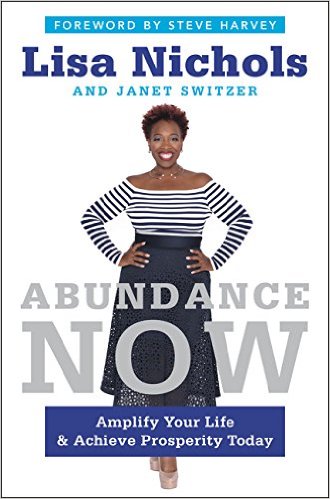 FOREWORD BY STEVE HARVEY
Lisa Nichols
AND JANET SWITZER
ABUNDANCE
NOW
Amplify Your Life
& Achieve Prosperity Today